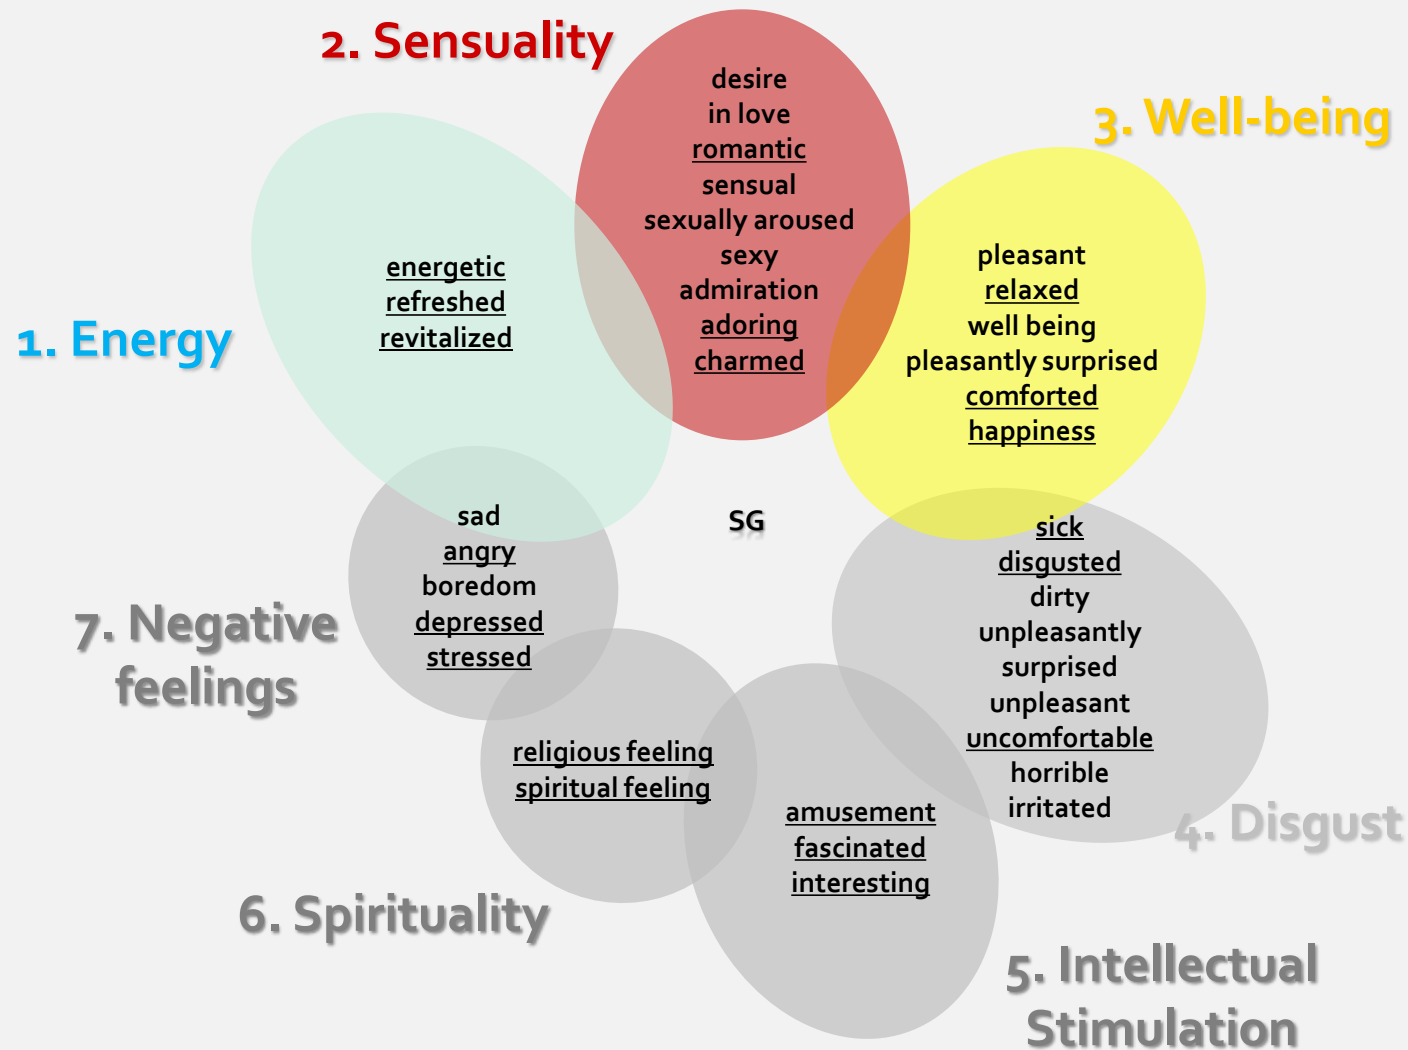 2. Sensuality
desire
in love
romantic
sensual
sexually aroused
sexy
admiration
adoring
charmed
3. Well-being
pleasant
relaxed
well being
pleasantly surprised
comforted
happiness
1. Energy
energetic
refreshed
revitalized
SG
sick
disgusted
dirty
unpleasantly
surprised
unpleasant
uncomfortable
horrible
irritated
4. Disgust
amusement
fascinated
interesting
5. Intellectual
Stimulation
religious feeling
spiritual feeling
6. Spirituality
sad
angry
boredom
depressed
stressed
7. Negative
feelings